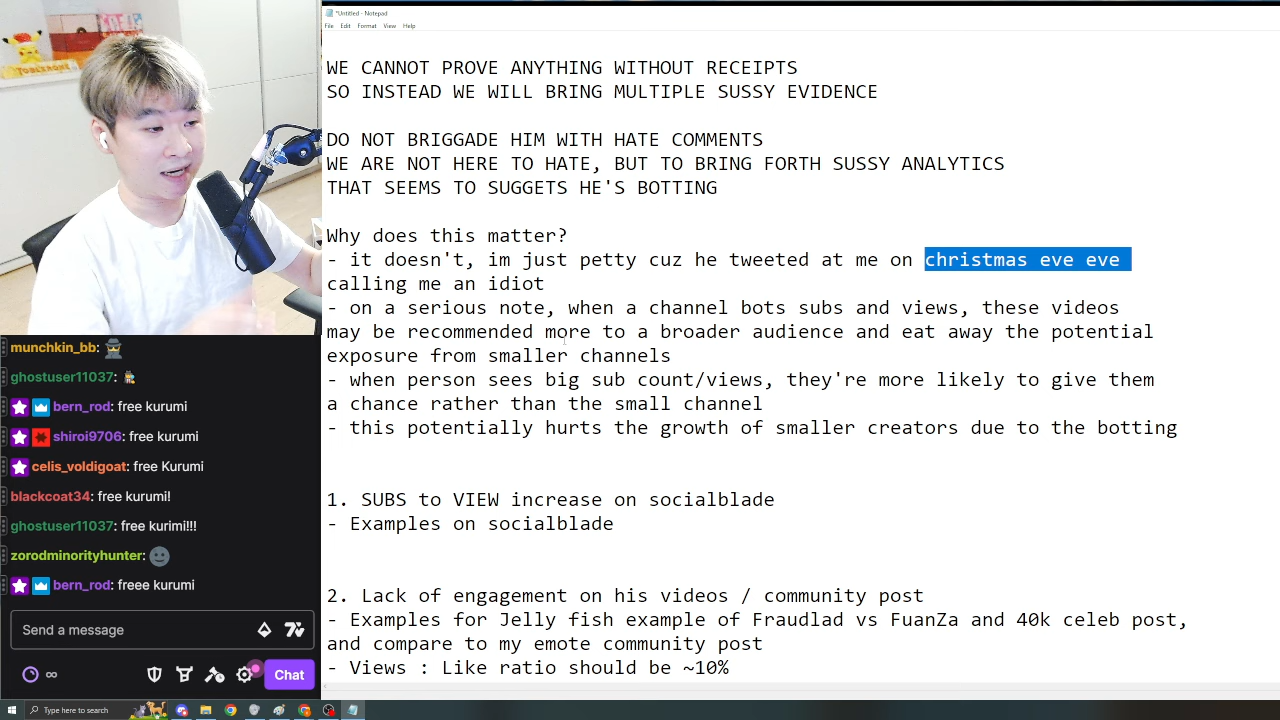 *Untitled - Notepad
File Edit Format View Help
WE CANNOT PROVE ANYTHING WITHOUT RECEIPTS
SO INSTEAD WE WILL BRING MULTIPLE SUSSY EVIDENCE
DO NOT BRIGGADE HIM WITH HATE COMMENTS
WE ARE NOT HERE TO HATE, BUT TO BRING FORTH SUSSY ANALYTICS
THAT SEEMS TO SUGGETS HE'S BOTTING
Why does this matter?
- it doesn't, im just petty cuz he tweeted at me on christmas eve eve
calling me an idiot
- on a serious note, when a channel bots subs and views, these videos
may be recommended more to a broader audience and eat away the potential
exposure from smaller channels
- when person sees big sub count/views, they're more likely to give them
a chance rather than the small channel
- this potentially hurts the growth of smaller creators due to the botting
1. SUBS to VIEW increase on socialblade
- Examples on socialblade
2. Lack of engagement on his videos / community post
- Examples for Jelly fish example of Fraudlad vs FuanZa and 40k celeb post,
and compare to my emote community post
- Views : Like ratio should be ~10%
TOBLERONE
munchkin_bb:
ghostuser11037:
bern_rod: free kurumi
shiroi9706: free kurumi
celis_voldigoat: free Kurumi
blackcoat34: free kurumi!
ghostuser11037: free kurimi!!!
zorodminorityhunter:
bern_rod: freee kurumi
Send a message
∞
Chat
Type here to search